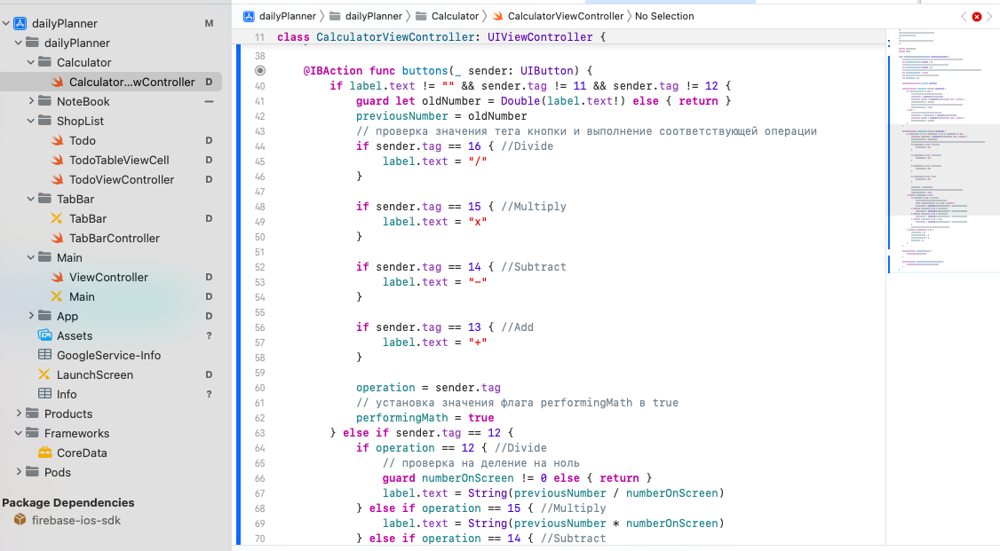 dailyPlanner M
dailyPlanner
Calculator
Calculator...wController D
NoteBook
ShopList
Todo D
TodoTableViewCell D
TodoViewController D
TabBar
TabBar D
TabBarController
Main
ViewController D
Main D
App D
Assets ?
GoogleService-Info
LaunchScreen D
Info ?
Products
Frameworks
CoreData
Pods
Package Dependencies
firebase-ios-sdk
dailyPlanner dailyPlanner Calculator CalculatorViewController No Selection
11 class CalculatorViewController: UIViewController {
38
@IBAction func buttons(_ sender: UIButton) {
40 if label.text != "" && sender.tag != 11 && sender.tag != 12 {
41 guard let oldNumber = Double(label.text!) else { return }
42 previousNumber = oldNumber
43 // проверка значения тега кнопки и выполнение соответствующей операции
44 if sender.tag == 16 { //Divide
45 label.text = "/"
46 }
47
48 if sender.tag == 15 { //Multiply
49 label.text = "x"
50 }
51
52 if sender.tag == 14 { //Subtract
53 label.text = "-"
54 }
55
56 if sender.tag == 13 { //Add
57 label.text = "+"
58 }
59
60 operation = sender.tag
61 // установка значения флага performingMath в true
62 performingMath = true
63 } else if sender.tag == 12 {
64 if operation == 12 { //Divide
65 // проверка на деление на ноль
66 guard numberOnScreen != 0 else { return }
67 label.text = String(previousNumber / numberOnScreen)
68 } else if operation == 15 { //Multiply
69 label.text = String(previousNumber * numberOnScreen)
70 } else if operation == 14 { //Subtract